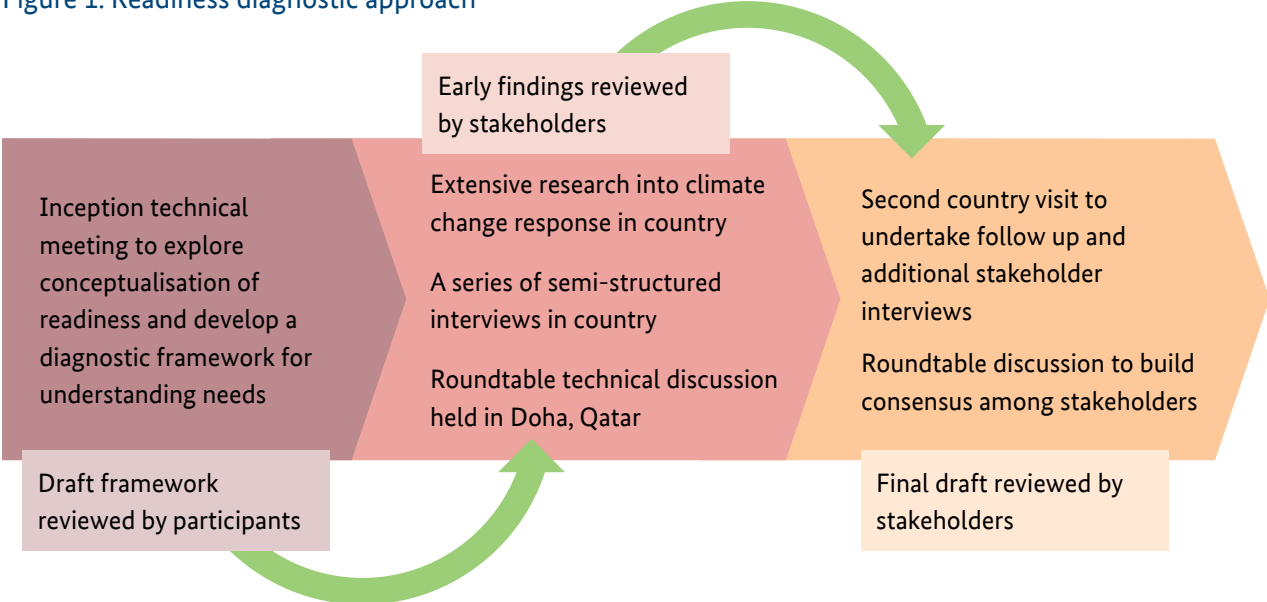 Figure 1: Readiness diagnostic approach
Early findings reviewed
by stakeholders
Inception technical
meeting to explore
conceptualisation of
readiness and develop a
diagnostic framework for
understanding needs
Draft framework
reviewed by participants
Extensive research into climate
change response in country
A series of semi-structured
interviews in country
Roundtable technical discussion
held in Doha, Qatar
Second country visit to
undertake follow up and
additional stakeholder
interviews
Roundtable discussion to build
consensus among stakeholders
Final draft reviewed by
stakeholders